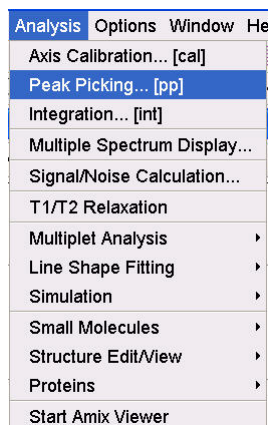 Analysis Options Window He
Axis Calibration... [cal]
Peak Picking... [pp]
Integration... [int]
Multiple Spectrum Display...
Signal/Noise Calculation...
T1/T2 Relaxation
Multiplet Analysis
Line Shape Fitting
Simulation
Small Molecules
Structure Edit/View
Proteins
Start Amix Viewer